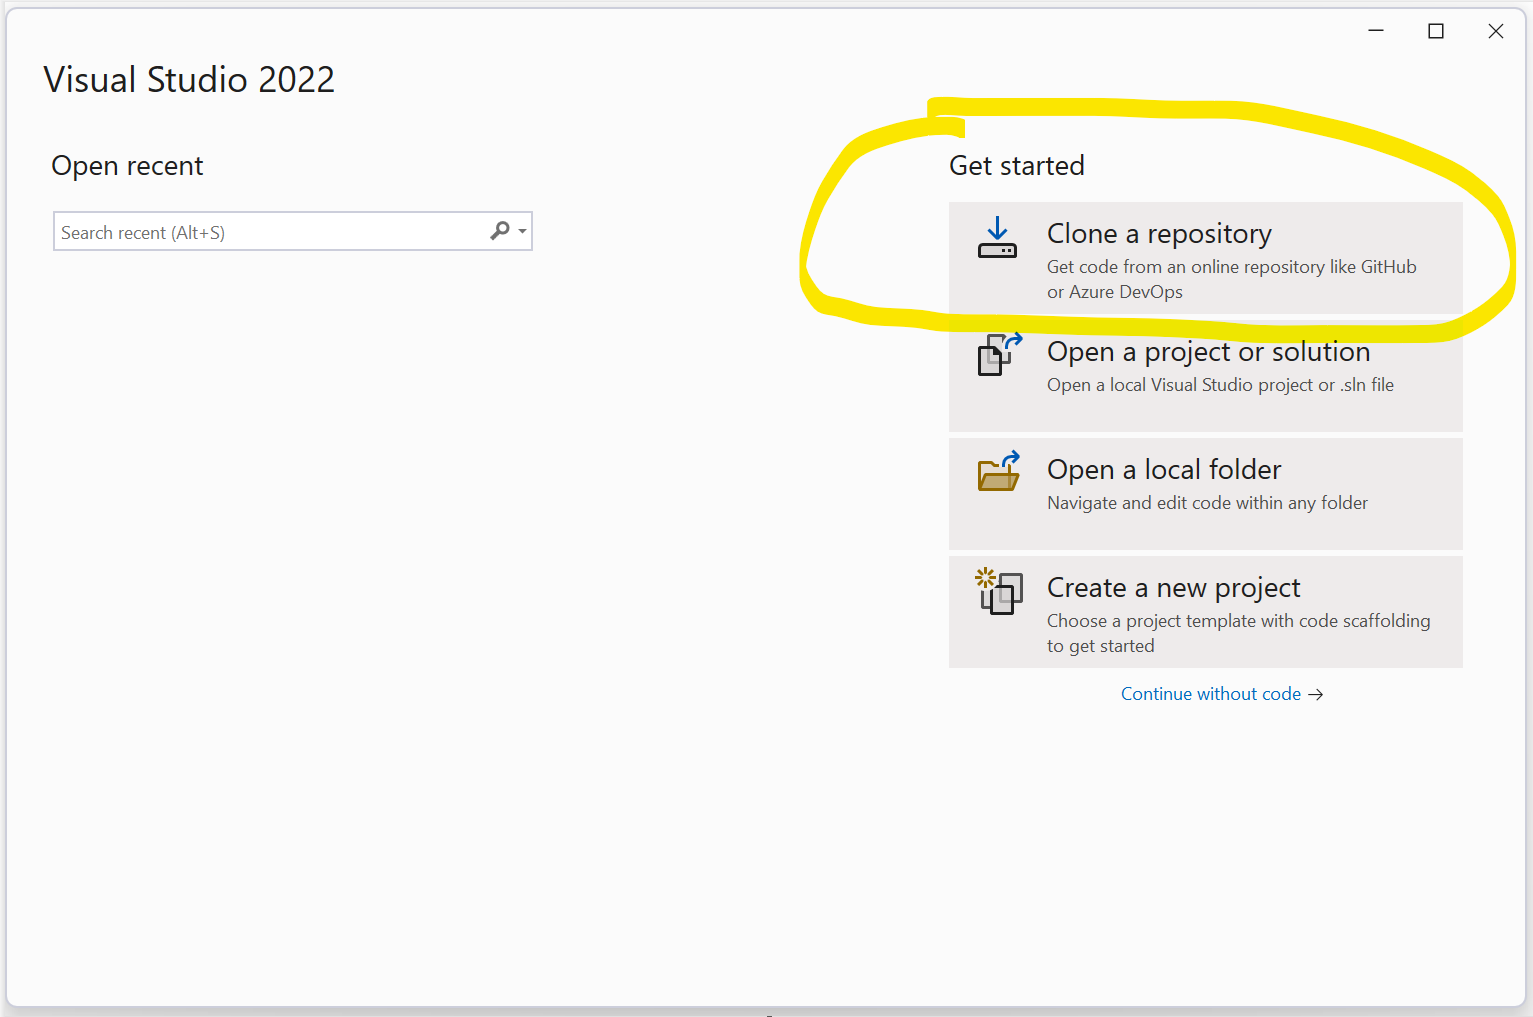 Visual Studio 2022
Open recent
Search recent (Alt+S)
Get started
Clone a repository
Get code from an online repository like GitHub
or Azure DevOps
Open a project or solution
Open a local Visual Studio project or .sln file
Open a local folder
Navigate and edit code within any folder
Create a new project
Choose a project template with code scaffolding
to get started
Continue without code →